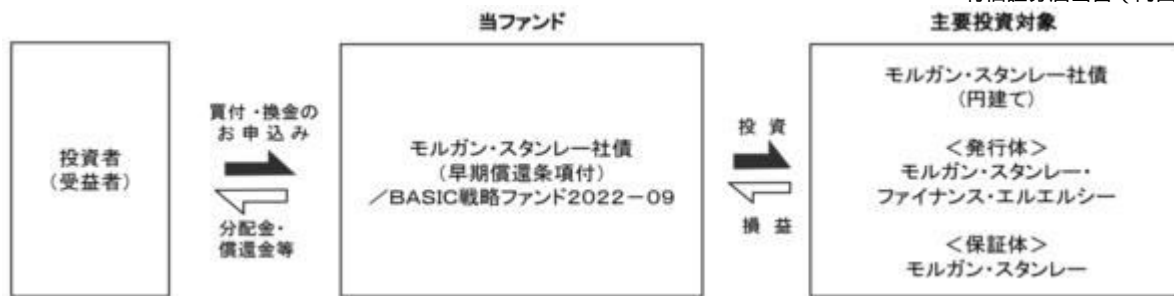 当ファンド
主要投資対象
投資者
(受益者)
買付・換金の
お申込み
分配金・
償還金等
モルガン・スタンレー社債
(早期償還条項付)
／BASIC戦略ファンド2022－09
投資
損益
モルガン・スタンレー社債
(円建て)
＜発行体＞
モルガン・スタンレー・
ファイナンス・エルエルシー
＜保証体＞
モルガン・スタンレー